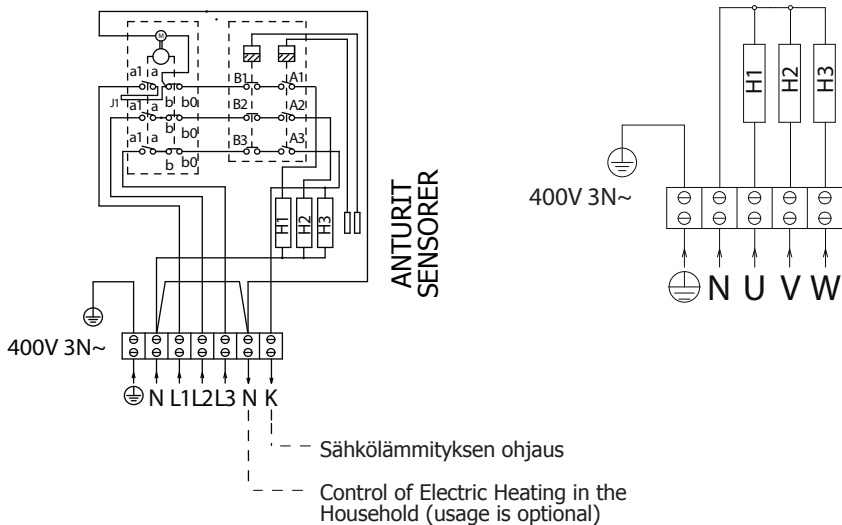 M
a1 a
B1 A1
J1
b b0
a1 a
B2 A2
b b0
a1 a
B3 A3
b b0
H1 H2 H3
ANTURIT
SENSORER
400V 3N~
N L1 L2 L3 N K
Sähkölämmityksen ohjaus
Control of Electric Heating in the
Household (usage is optional)
H1 H2 H3
400V 3N~
N U V W